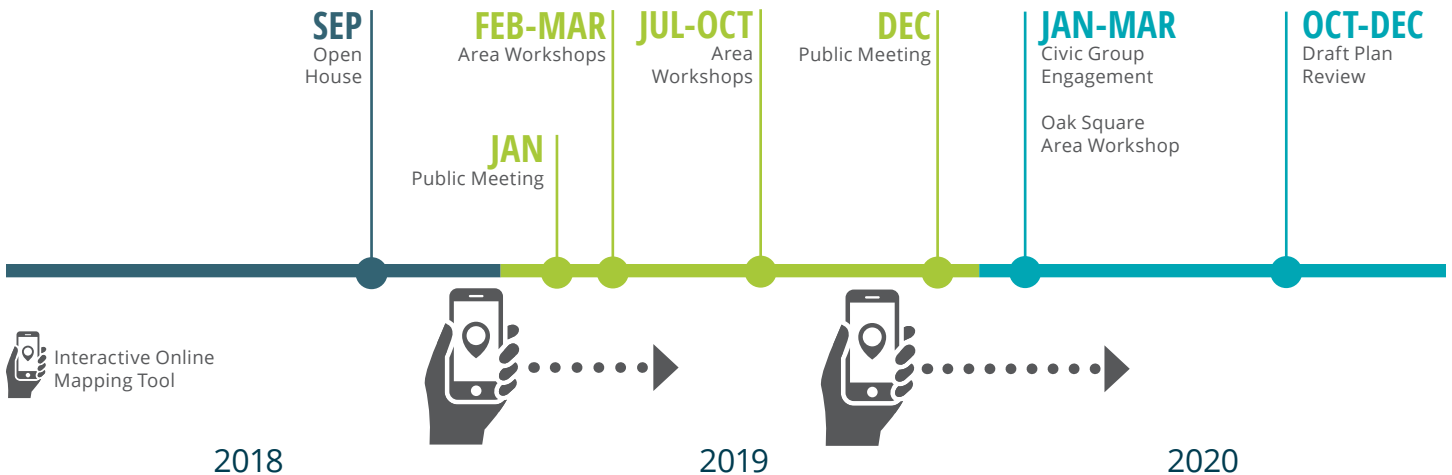 SEP
Open
House
JAN
Public Meeting
FEB-MAR
Area Workshops
JUL-OCT
Area
Workshops
DEC
Public Meeting
JAN-MAR
Civic Group
Engagement
Oak Square
Area Workshop
OCT-DEC
Draft Plan
Review
Interactive Online
Mapping Tool
2018
2019
2020